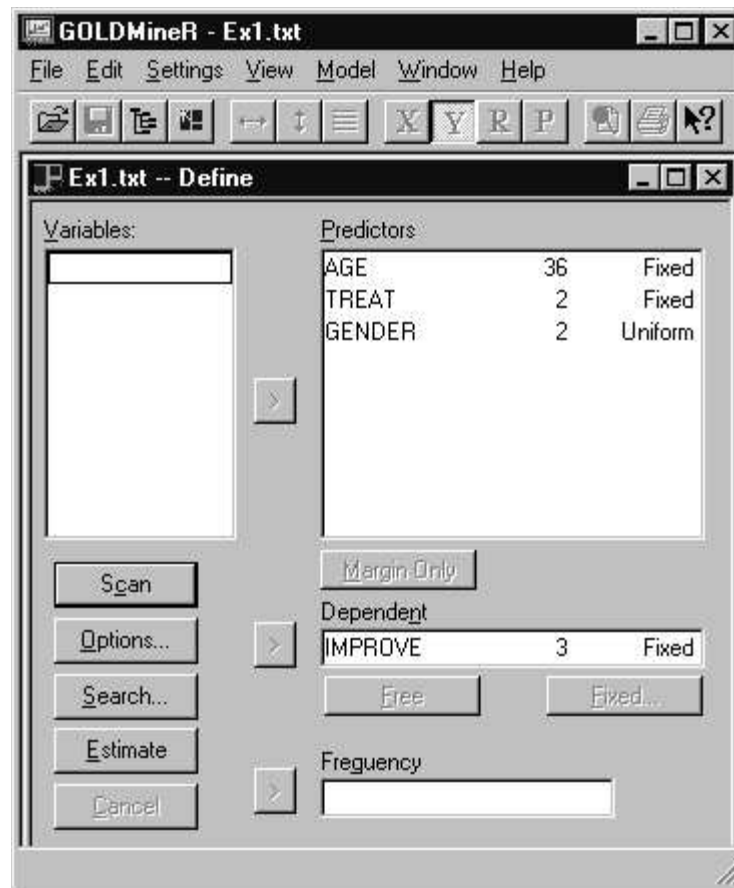 GOLDMineR - Ex1.txt
File Edit Settings View Model Window Help
X Y R P ?
Ex1.txt -- Define
Variables:
Predictors
AGE 36 Fixed
TREAT 2 Fixed
GENDER 2 Uniform
>
Margin Only
Scan
Dependent
Options...
>
IMPROVE 3 Fixed
Search...
Free
Fixed...
Estimate
Freguency
Cancel
>